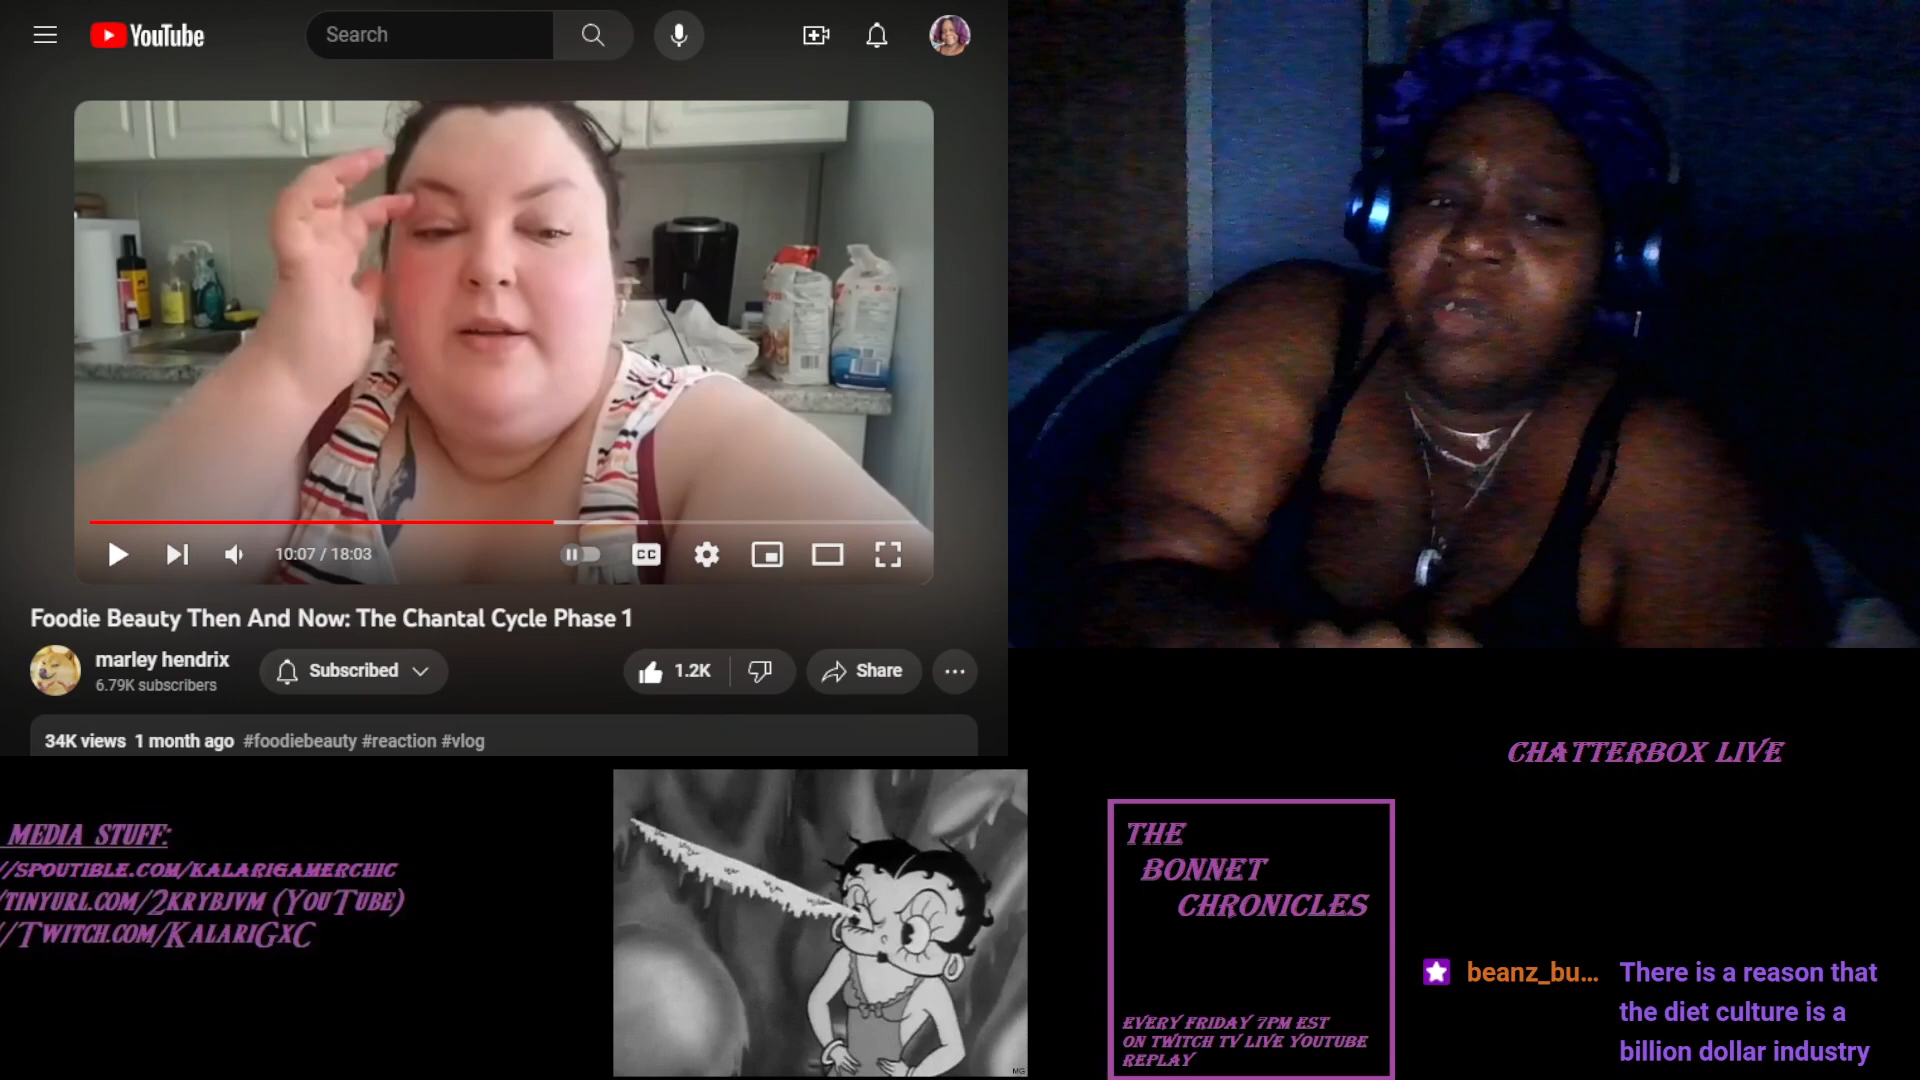 YouTube
Search
10:07 / 18:03
CC
Foodie Beauty Then And Now: The Chantal Cycle Phase 1
marley hendrix
6.79K subscribers
Subscribed
1.2K
Share
34K views 1 month ago #foodiebeauty #reaction #vlog
MEDIA STUFF:
//SPOUTIBLE.COM/KALARIGAMERCHIC
/TINYURL.COM/2KRYBJVM (YOUTUBE)
//TWITCH.COM/KALARIGXC
MG
THE
BONNET
CHRONICLES
EVERY FRIDAY 7PM EST
ON TWITCH TV LIVE YOUTUBE
REPLAY
CHATTERBOX LIVE
beanz_bu... There is a reason that
the diet culture is a
billion dollar industry